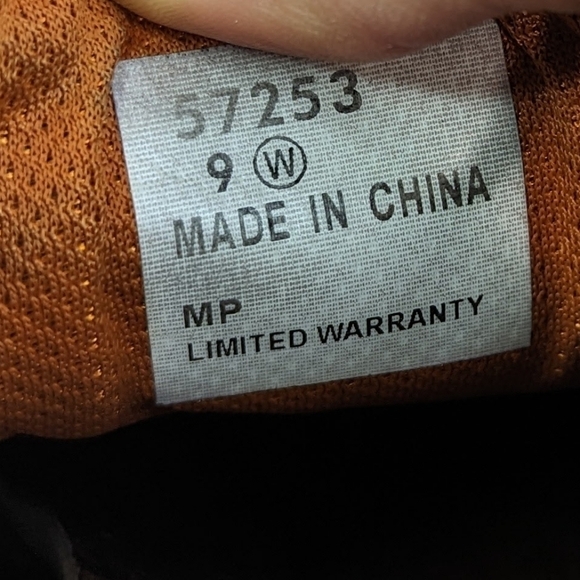 57253
9 Ⓦ
MADE IN CHINA
MP
LIMITED WARRANTY